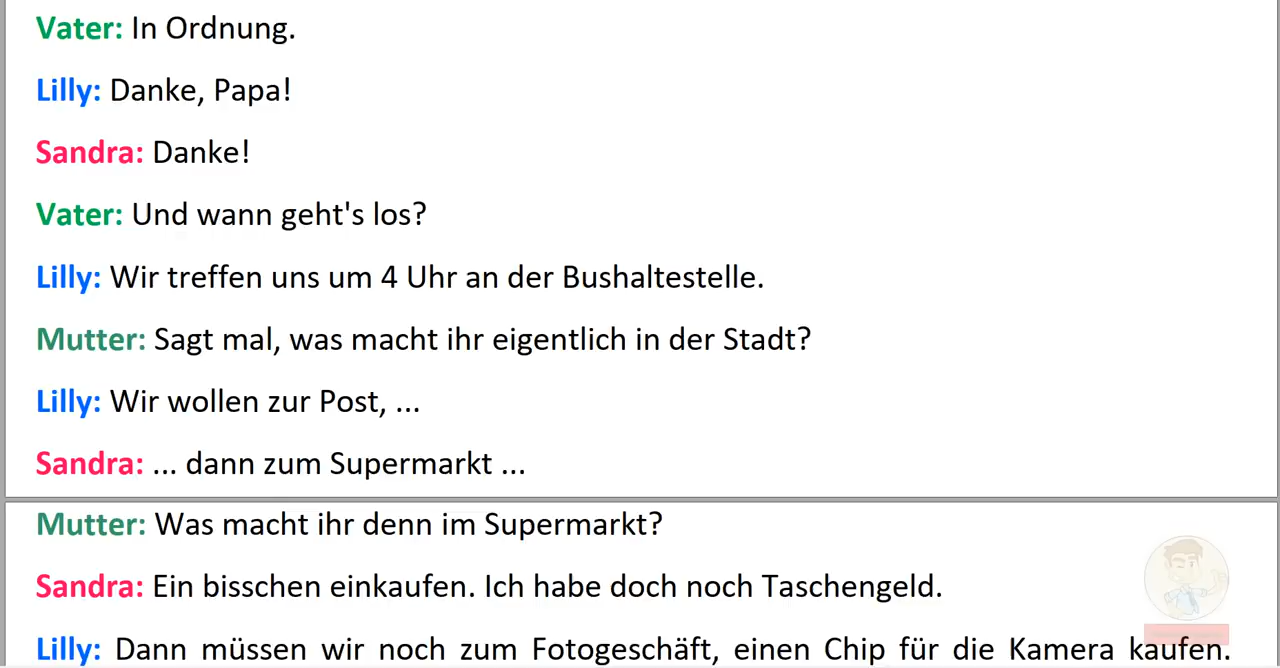 Vater: In Ordnung.
Lilly: Danke, Papa!
Sandra: Danke!
Vater: Und wann geht's los?
Lilly: Wir treffen uns um 4 Uhr an der Bushaltestelle.
Mutter: Sagt mal, was macht ihr eigentlich in der Stadt?
Lilly: Wir wollen zur Post, ...
Sandra: ... dann zum Supermarkt ...
Mutter: Was macht ihr denn im Supermarkt?
Sandra: Ein bisschen einkaufen. Ich habe doch noch Taschengeld.
Lilly: Dann müssen wir noch zum Fotogeschäft, einen Chip für die Kamera kaufen.